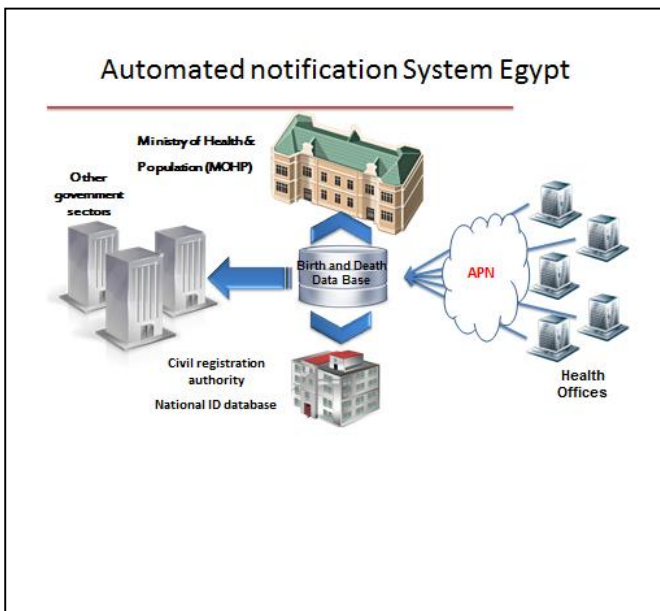 Automated notification System Egypt
Ministry of Health &
Population (MOHP)
Other
government
sectors
Birth and Death
Data Base
APN
Civil registration
authority
National ID database
Health
Offices